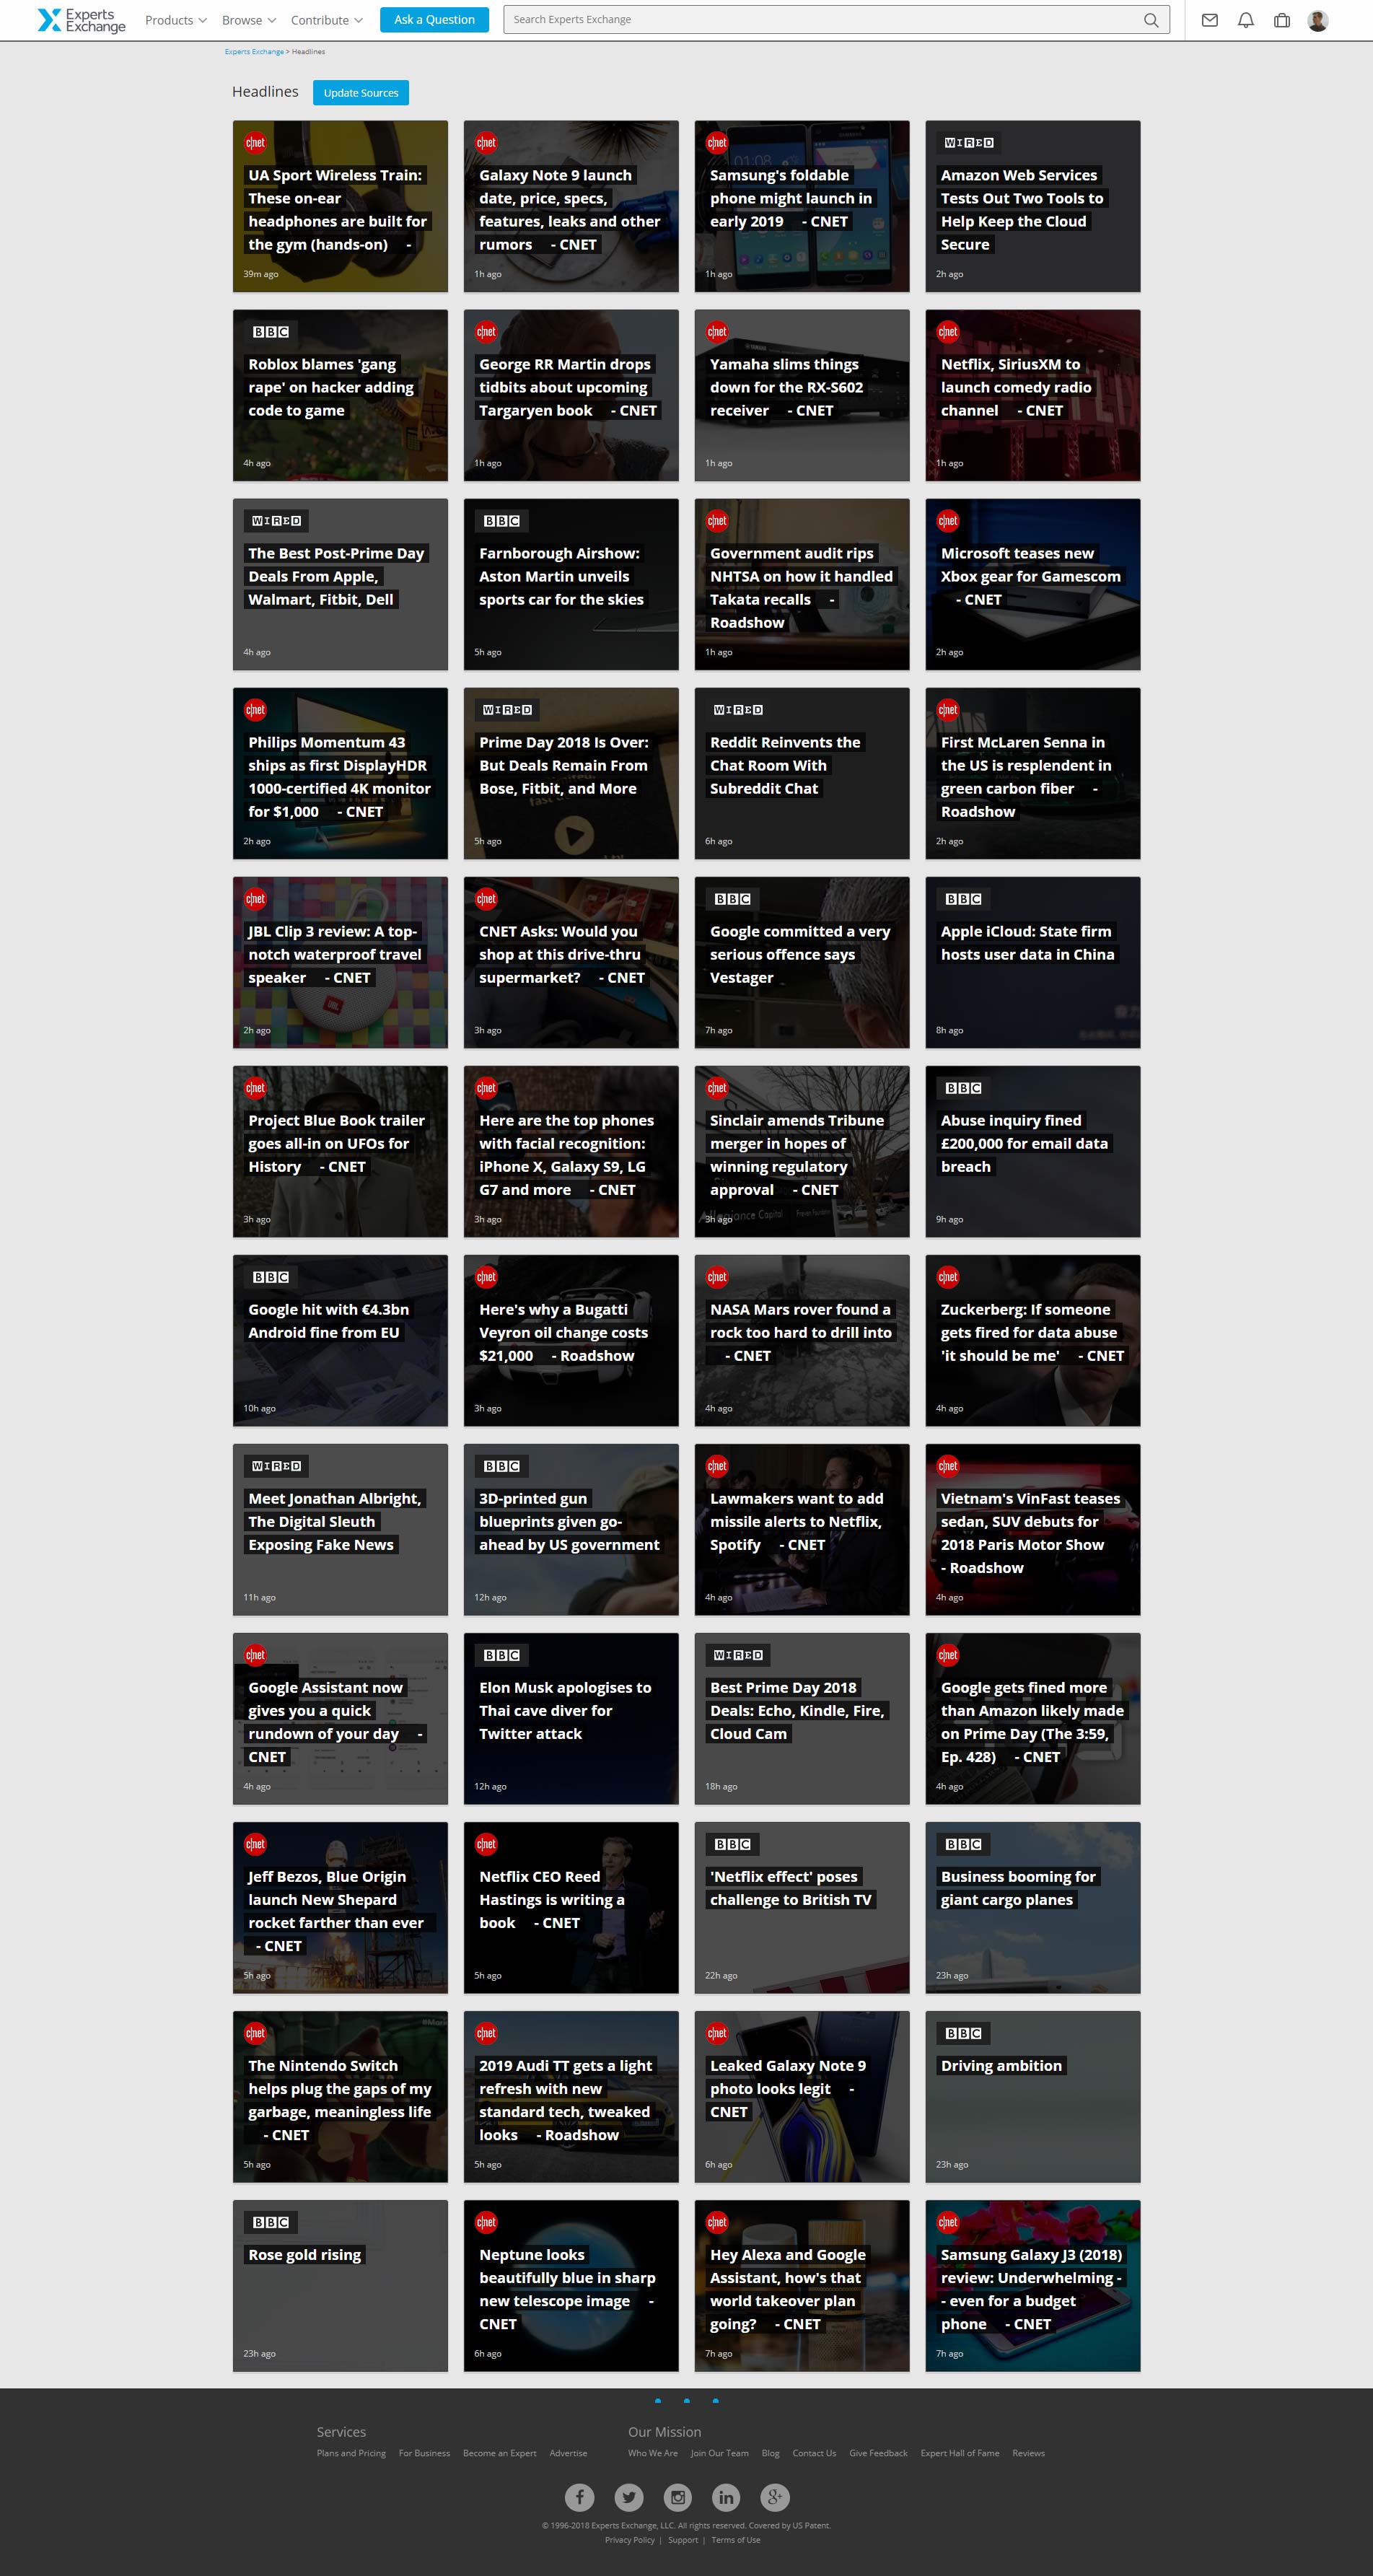 Experts
Exchange
Products
Browse
Contribute
Ask a Question
Search Experts Exchange
Experts Exchange > Headlines
Headlines
Update Sources
c|net
UA Sport Wireless Train:
These on-ear
headphones are built for
the gym (hands-on) -
39m ago
c|net
Galaxy Note 9 launch
date, price, specs,
features, leaks and other
rumors - CNET
1h ago
c|net
Samsung's foldable
phone might launch in
early 2019 - CNET
1h ago
WIRED
Amazon Web Services
Tests Out Two Tools to
Help Keep the Cloud
Secure
2h ago
BBC
Roblox blames 'gang
rape' on hacker adding
code to game
4h ago
c|net
George RR Martin drops
tidbits about upcoming
Targaryen book - CNET
1h ago
c|net
Yamaha slims things
down for the RX-S602
receiver - CNET
1h ago
c|net
Netflix, SiriusXM to
launch comedy radio
channel - CNET
1h ago
WIRED
The Best Post-Prime Day
Deals From Apple,
Walmart, Fitbit, Dell
4h ago
BBC
Farnborough Airshow:
Aston Martin unveils
sports car for the skies
5h ago
c|net
Government audit rips
NHTSA on how it handled
Takata recalls -
Roadshow
1h ago
c|net
Microsoft teases new
Xbox gear for Gamescom
- CNET
2h ago
c|net
Philips Momentum 43
ships as first DisplayHDR
1000-certified 4K monitor
for $1,000 - CNET
2h ago
WIRED
Prime Day 2018 Is Over:
But Deals Remain From
Bose, Fitbit, and More
5h ago
WIRED
Reddit Reinvents the
Chat Room With
Subreddit Chat
6h ago
c|net
First McLaren Senna in
the US is resplendent in
green carbon fiber -
Roadshow
2h ago
c|net
JBL Clip 3 review: A top-
notch waterproof travel
speaker - CNET
2h ago
c|net
CNET Asks: Would you
shop at this drive-thru
supermarket? - CNET
3h ago
BBC
Google committed a very
serious offence says
Vestager
7h ago
BBC
Apple iCloud: State firm
hosts user data in China
8h ago
c|net
Project Blue Book trailer
goes all-in on UFOs for
History - CNET
3h ago
c|net
Here are the top phones
with facial recognition:
iPhone X, Galaxy S9, LG
G7 and more - CNET
3h ago
c|net
Sinclair amends Tribune
merger in hopes of
winning regulatory
approval - CNET
3h ago
BBC
Abuse inquiry fined
£200,000 for email data
breach
9h ago
BBC
Google hit with €4.3bn
Android fine from EU
10h ago
c|net
Here's why a Bugatti
Veyron oil change costs
$21,000 - Roadshow
3h ago
c|net
NASA Mars rover found a
rock too hard to drill into
- CNET
4h ago
c|net
Zuckerberg: If someone
gets fired for data abuse
'it should be me' - CNET
4h ago
WIRED
Meet Jonathan Albright,
The Digital Sleuth
Exposing Fake News
11h ago
BBC
3D-printed gun
blueprints given go-
ahead by US government
12h ago
c|net
Lawmakers want to add
missile alerts to Netflix,
Spotify - CNET
4h ago
c|net
Vietnam's VinFast teases
sedan, SUV debuts for
2018 Paris Motor Show
- Roadshow
4h ago
c|net
Google Assistant now
gives you a quick
rundown of your day -
CNET
4h ago
BBC
Elon Musk apologises to
Thai cave diver for
Twitter attack
12h ago
WIRED
Best Prime Day 2018
Deals: Echo, Kindle, Fire,
Cloud Cam
18h ago
c|net
Google gets fined more
than Amazon likely made
on Prime Day (The 3:59,
Ep. 428) - CNET
4h ago
c|net
Jeff Bezos, Blue Origin
launch New Shepard
rocket farther than ever
- CNET
5h ago
c|net
Netflix CEO Reed
Hastings is writing a
book - CNET
5h ago
BBC
'Netflix effect' poses
challenge to British TV
22h ago
BBC
Business booming for
giant cargo planes
23h ago
c|net
The Nintendo Switch
helps plug the gaps of my
garbage, meaningless life
- CNET
5h ago
c|net
2019 Audi TT gets a light
refresh with new
standard tech, tweaked
looks - Roadshow
5h ago
c|net
Leaked Galaxy Note 9
photo looks legit -
CNET
6h ago
BBC
Driving ambition
23h ago
BBC
Rose gold rising
23h ago
c|net
Neptune looks
beautifully blue in sharp
new telescope image -
CNET
6h ago
c|net
Hey Alexa and Google
Assistant, how's that
world takeover plan
going? - CNET
7h ago
c|net
Samsung Galaxy J3 (2018)
review: Underwhelming -
- even for a budget
phone - CNET
7h ago
Services
Plans and Pricing For Business Become an Expert Advertise
Our Mission
Who We Are Join Our Team Blog Contact Us Give Feedback Expert Hall of Fame Reviews
© 1996-2018 Experts Exchange, LLC. All rights reserved. Covered by US Patent.
Privacy Policy | Support | Terms of Use